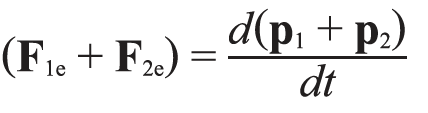 (F₁ₑ + F₂ₑ) = d(p₁ + p₂) / dt